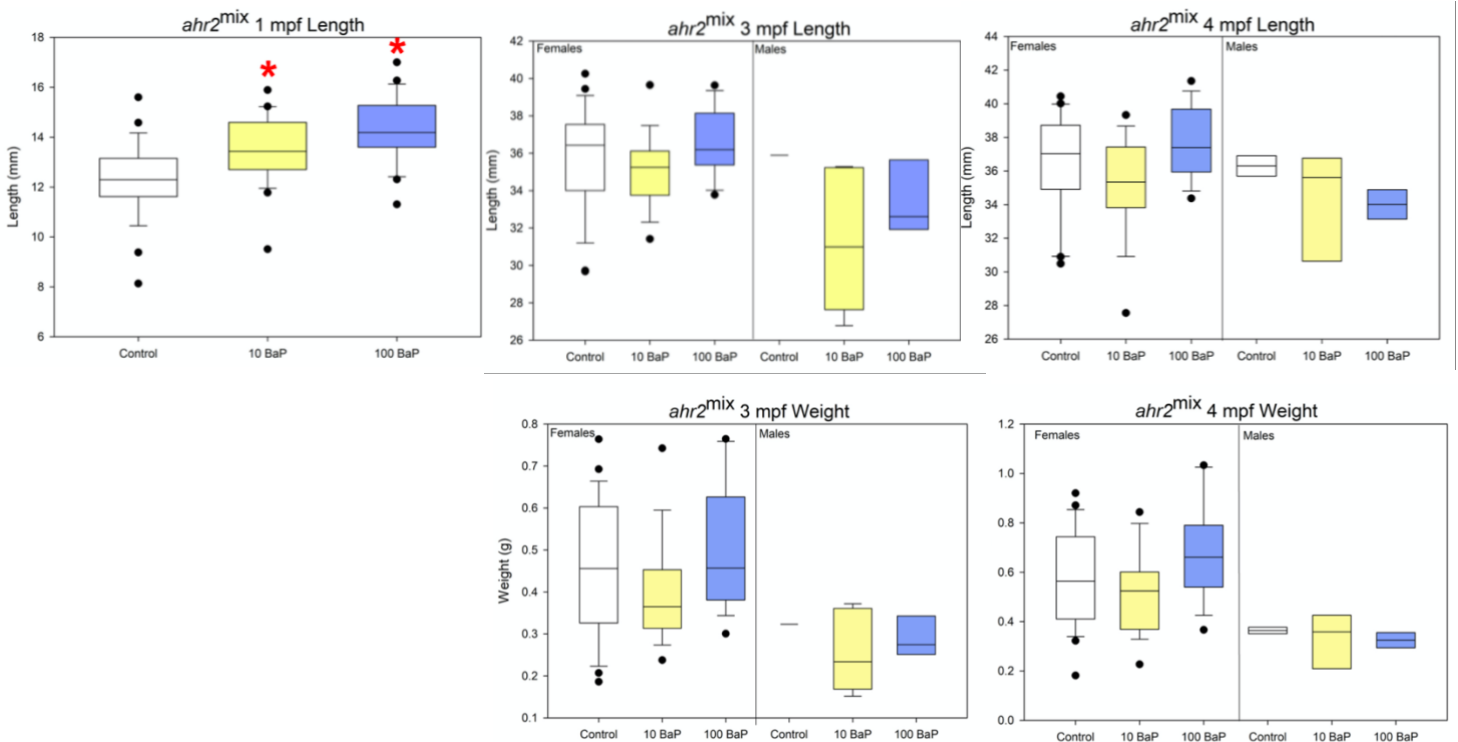 ahr2mix 1 mpf Length
18
16
14
12
10
8
6
Length (mm)
*
*
Control
10 BaP
100 BaP
ahr2mix 3 mpf Length
Females
Males
42
40
38
36
34
32
30
28
26
Length (mm)
Control
10 BaP
100 BaP
Control
10 BaP
100 BaP
ahr2mix 4 mpf Length
Females
Males
44
42
40
38
36
34
32
30
28
26
Length (mm)
Control
10 BaP
100 BaP
Control
10 BaP
100 BaP
ahr2mix 3 mpf Weight
Females
Males
0.8
0.7
0.6
0.5
0.4
0.3
0.2
0.1
Weight (g)
Control
10 BaP
100 BaP
Control
10 BaP
100 BaP
ahr2mix 4 mpf Weight
Females
Males
1.2
1.0
0.8
0.6
0.4
0.2
0.0
Control
10 BaP
100 BaP
Control
10 BaP
100 BaP